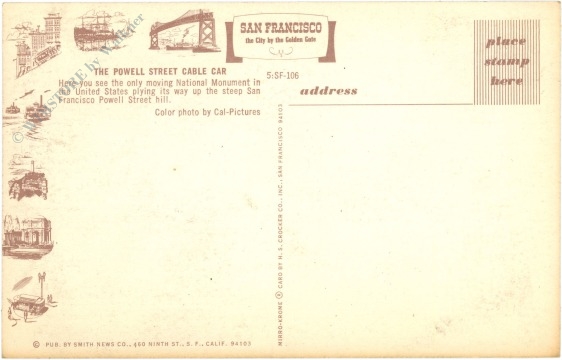 SAN FRANCISCO
the City by the Golden Gate
place
stamp
here
THE POWELL STREET CABLE CAR
5:SF-106
Here you see the only moving National Monument in
the United States plying its way up the steep San
Francisco Powell Street hill.
Color photo by Cal-Pictures
address
MIRRO-KROME ® CARD BY H. S. CROCKER CO., INC., SAN FRANCISCO 94103
© PUB. BY SMITH NEWS CO., 460 NINTH ST., S. F., CALIF. 94103